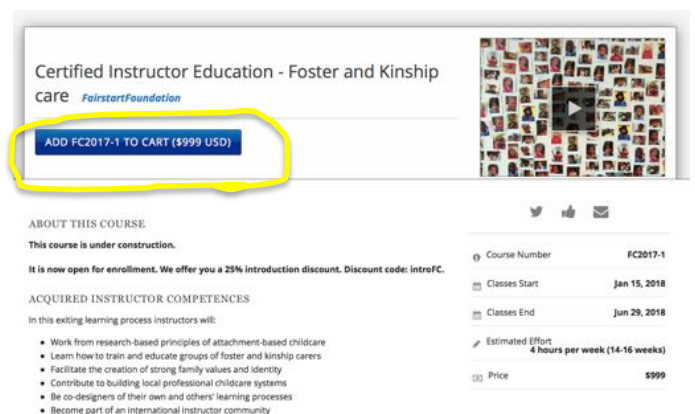 Certified Instructor Education - Foster and Kinship
care FairstartFoundation
ADD FC2017-1 TO CART ($999 USD)
ABOUT THIS COURSE
This course is under construction.
It is now open for enrollment. We offer you a 25% introduction discount. Discount code: introFC.
ACQUIRED INSTRUCTOR COMPETENCES
In this exiting learning process instructors will:
Work from research-based principles of attachment-based childcare
Learn how to train and educate groups of foster and kinship carers
Facilitate the creation of strong family values and identity
Contribute to building local professional childcare systems
Be co-designers of their own and others' learning processes
Become part of an international instructor community
Course Number FC2017-1
Classes Start Jan 15, 2018
Classes End Jun 29, 2018
Estimated Effort
4 hours per week (14-16 weeks)
Price $999